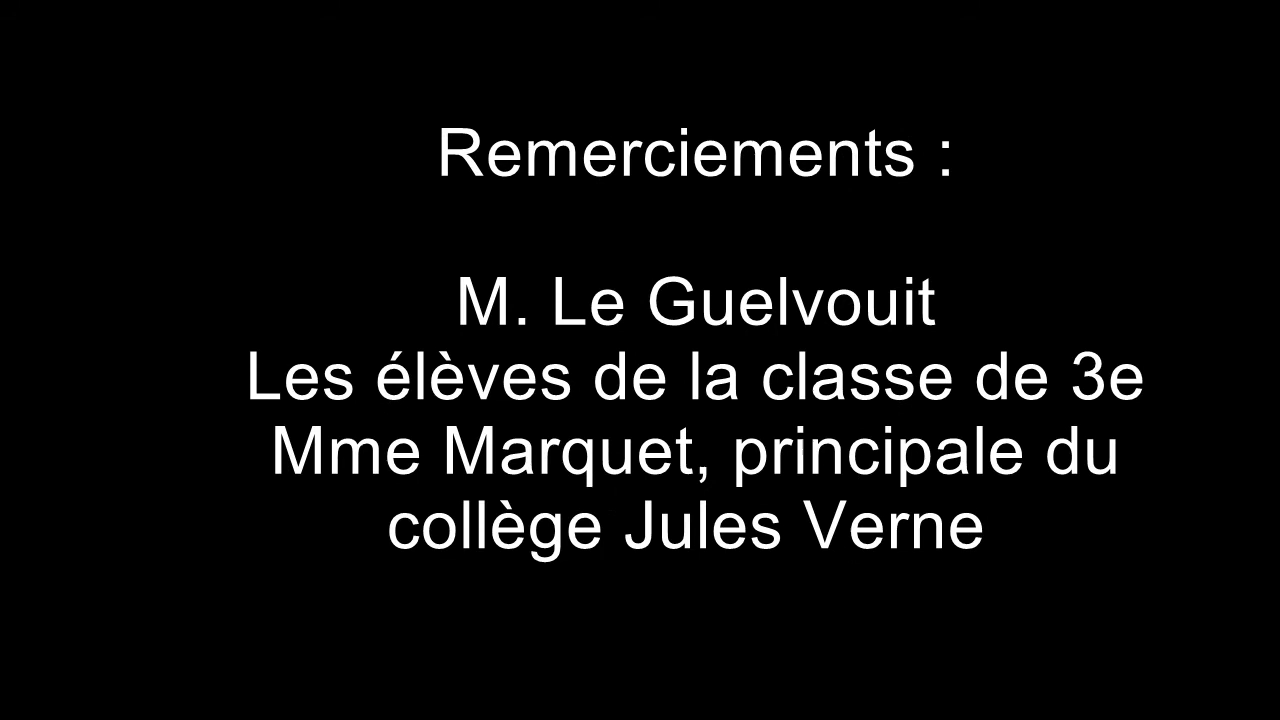 Remerciements :
M. Le Guelvouit
Les élèves de la classe de 3e
Mme Marquet, principale du
collège Jules Verne